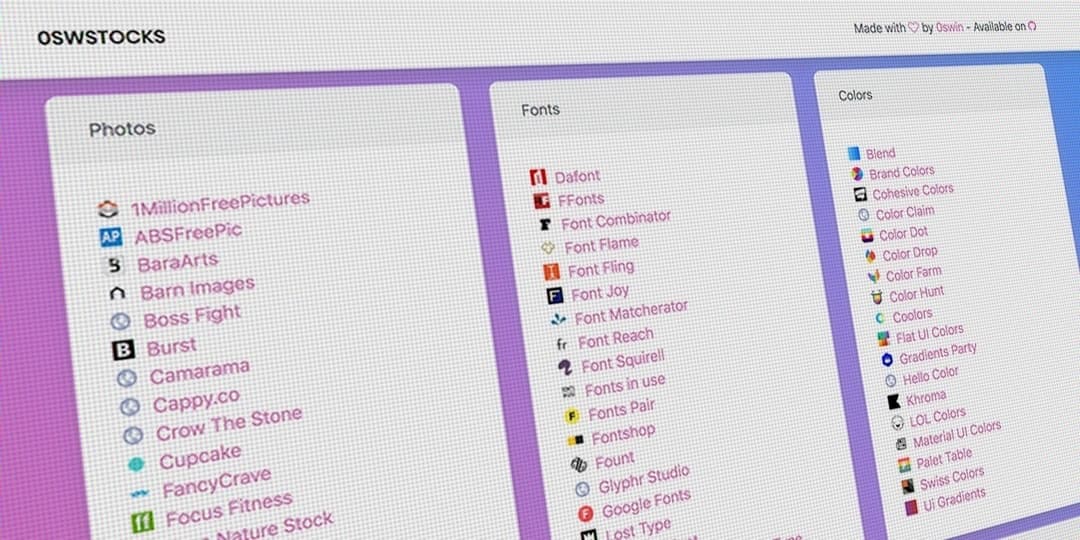 0SWSTOCKS
Made with ♡ by 0swin - Available on
Photos
1MillionFreePictures
AP
ABSFreePic
BaraArts
Barn Images
Boss Fight
B
Burst
Camarama
Cappy.co
Crow The Stone
Cupcake
FancyCrave
Focus Fitness
Nature Stock
Fonts
Dafont
FFonts
Font Combinator
Font Flame
Font Fling
F
Font Joy
Font Matcherator
fr
Font Reach
Font Squirell
Fonts in use
F
Fonts Pair
Fontshop
Fount
Glyphr Studio
F
Google Fonts
Lost Type
Colors
Blend
Brand Colors
Cohesive Colors
Color Claim
Color Dot
Color Drop
Color Farm
Color Hunt
Coolors
Flat UI Colors
Gradients Party
Hello Color
Khroma
LOL Colors
Material UI Colors
Palet Table
Swiss Colors
Ui Gradients